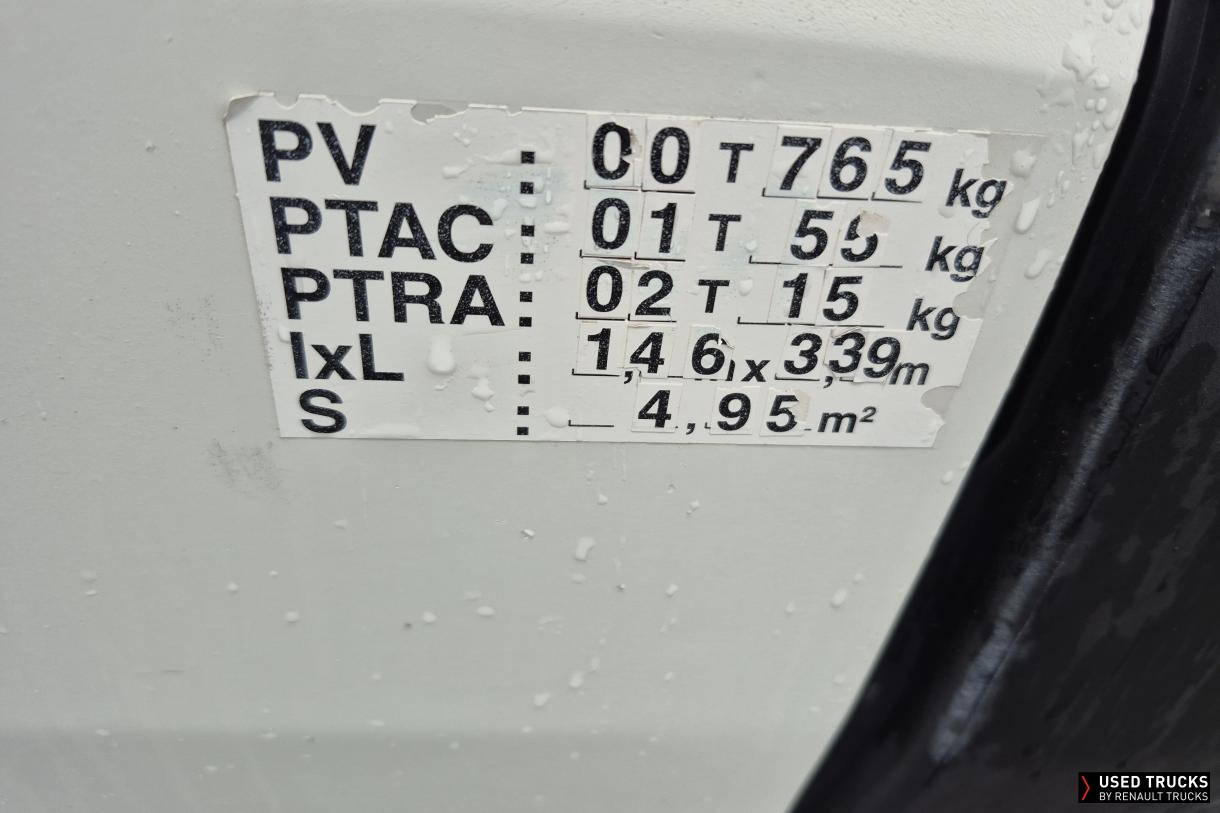 PV : 00 T 765 kg
PTAC : 01 T 55 kg
PTRA : 02 T 15 kg
lxL : 1,46 x 3,39 m
S : 4,95 m²
USED TRUCKS
BY RENAULT TRUCKS